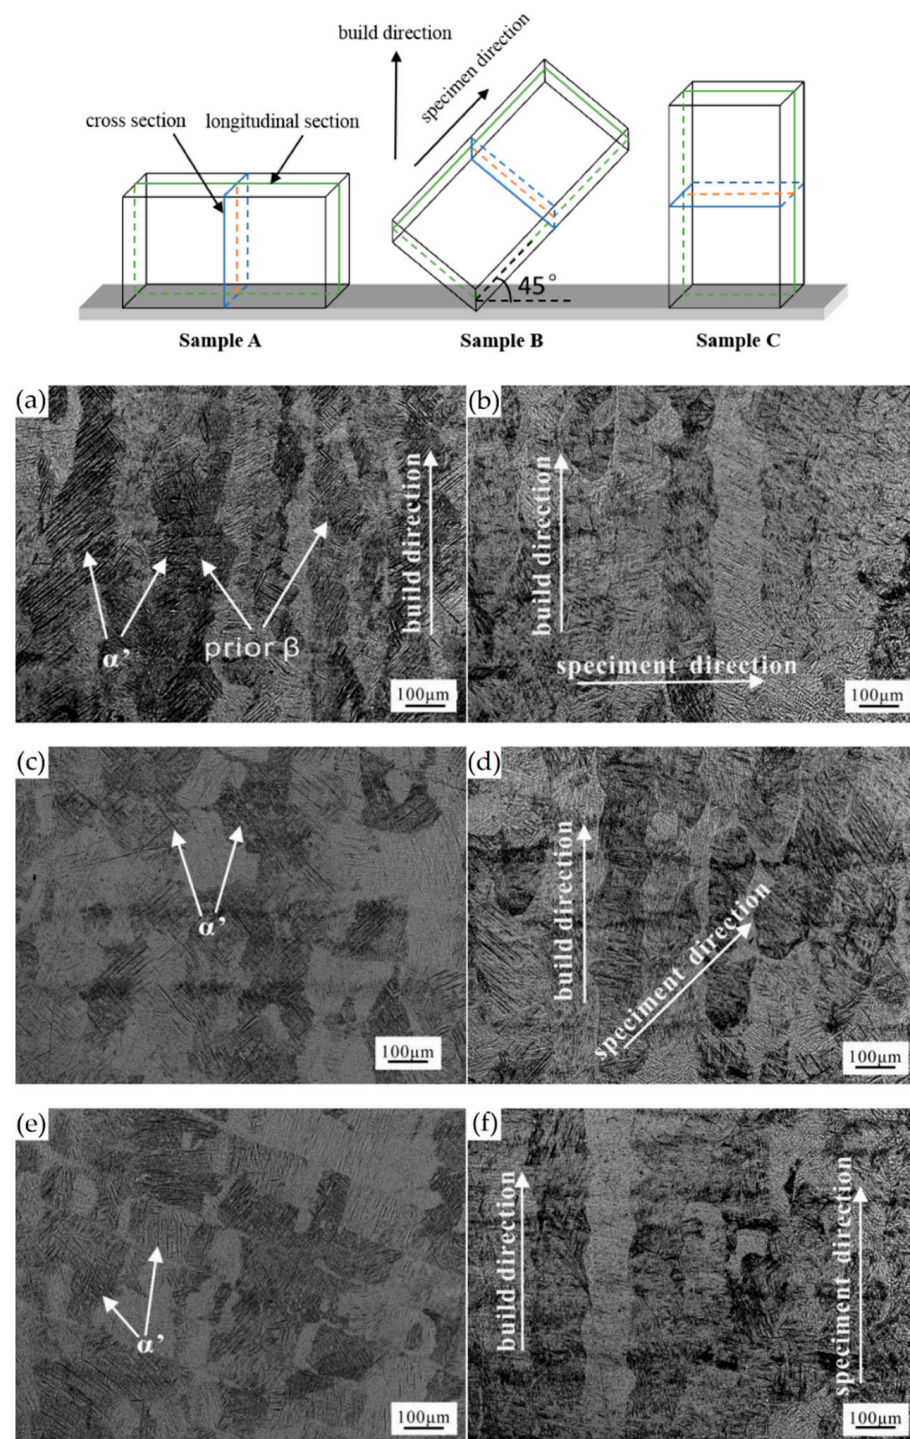 build direction
specimen direction
cross section
longitudinal section
45°
Sample A
Sample B
Sample C
(a)
build direction
α’
prior β
100μm
(b)
build direction
speciment direction
100μm
(c)
α’
100μm
(d)
build direction
speciment direction
100μm
(e)
α’
100μm
(f)
build direction
speciment direction
100μm